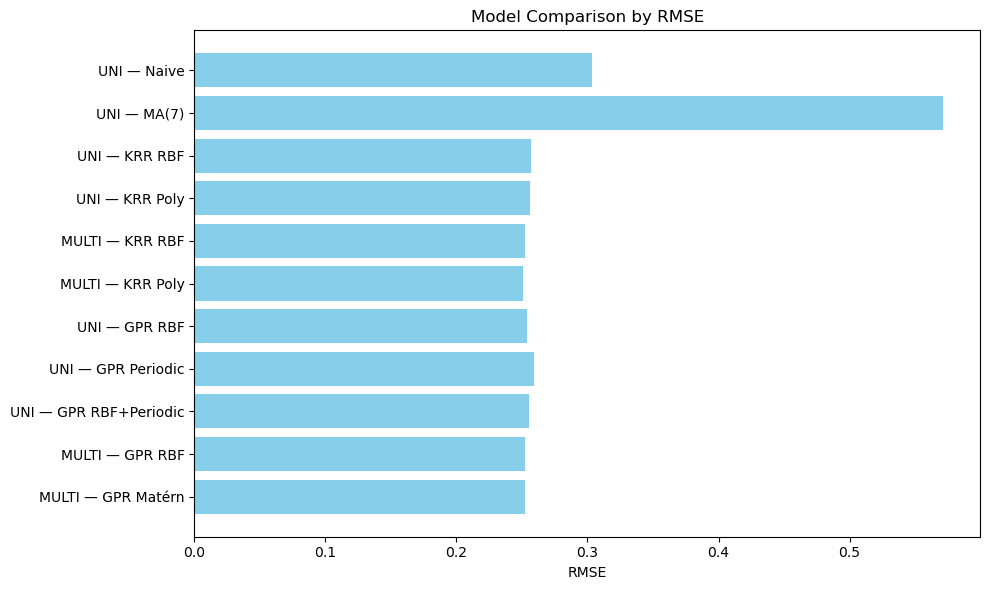 Model Comparison by RMSE
UNI — Naive
UNI — MA(7)
UNI — KRR RBF
UNI — KRR Poly
MULTI — KRR RBF
MULTI — KRR Poly
UNI — GPR RBF
UNI — GPR Periodic
UNI — GPR RBF+Periodic
MULTI — GPR RBF
MULTI — GPR Matérn
0.0 0.1 0.2 0.3 0.4 0.5
RMSE